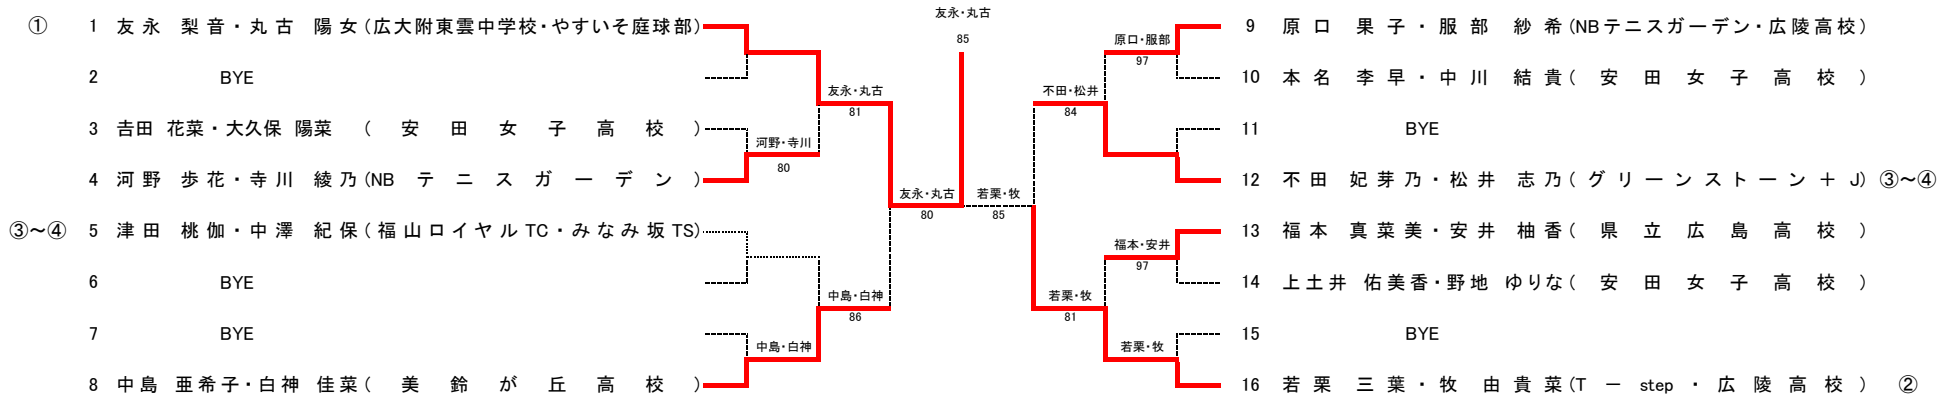 ① 1 友永 梨音・丸古 陽女(広大附東雲中学校・やすいそ庭球部)
2 BYE
3 吉田 花菜・大久保 陽菜 (安田女子高校)
4 河野 歩花・寺川 綾乃(NBテニスガーデン)
③～④ 5 津田 桃伽・中澤 紀保(福山ロイヤルTC・みなみ坂TS)
6 BYE
7 BYE
8 中島 亜希子・白神 佳菜(美鈴が丘高校)
河野・寺川
80
中島・白神
友永・丸古
81
中島・白神
86
友永・丸古
80
友永・丸古
85
若栗・牧
85
不田・松井
84
若栗・牧
81
原口・服部
97
福本・安井
97
若栗・牧
9 原口 果子・服部 紗希(NBテニスガーデン・広陵高校)
10 本名 李早・中川 結貴(安田女子高校)
11 BYE
12 不田 妃芽乃・松井 志乃(グリーンストーン＋J) ③～④
13 福本 真菜美・安井 柚香(県立広島高校)
14 上土井 佑美香・野地 ゆりな(安田女子高校)
15 BYE
16 若栗 三葉・牧 由貴菜(T－step・広陵高校) ②